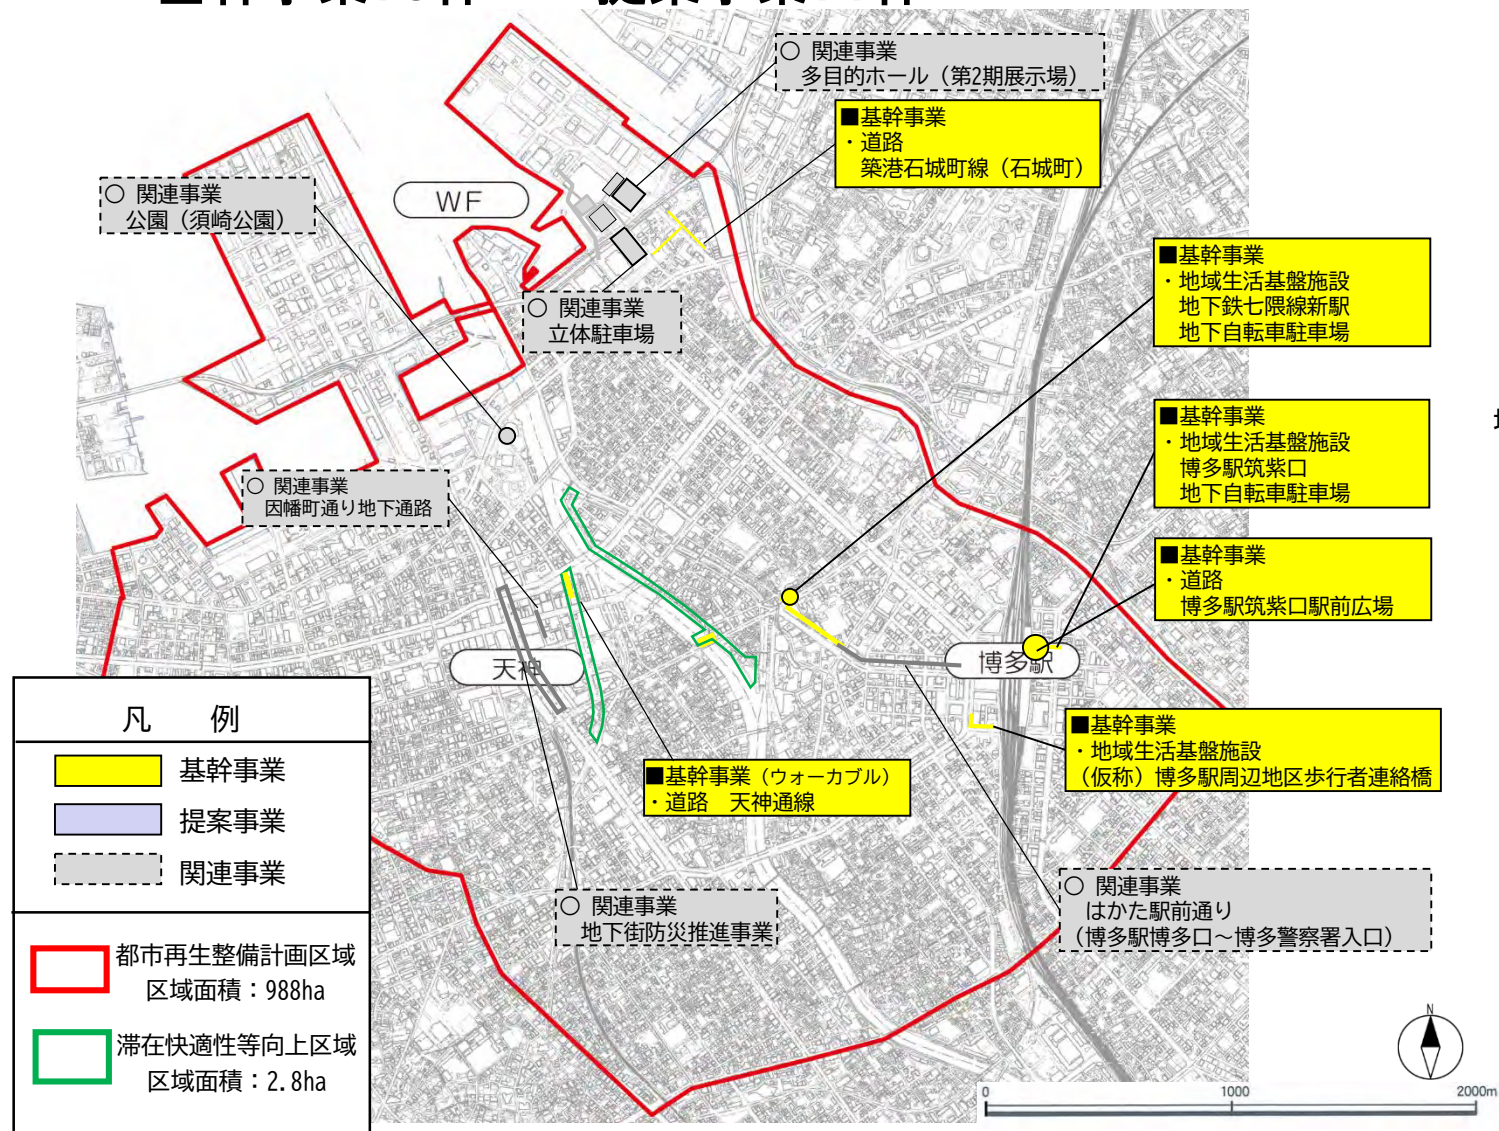 ○ 関連事業
多目的ホール（第2期展示場）
■基幹事業
・道路
築港石城町線（石城町）
○ 関連事業
公園（須崎公園）
WF
■基幹事業
・地域生活基盤施設
地下鉄七隈線新駅
地下自転車駐車場
○ 関連事業
立体駐車場
■基幹事業
・地域生活基盤施設
博多駅筑紫口
地下自転車駐車場
○ 関連事業
因幡町通り地下通路
■基幹事業
・道路
博多駅筑紫口駅前広場
天神
博多駅
■基幹事業
・地域生活基盤施設
（仮称）博多駅周辺地区歩行者連絡橋
■基幹事業（ウォーカブル）
・道路　天神通線
○ 関連事業
はかた駅前通り
（博多駅博多口～博多警察署入口）
○ 関連事業
地下街防災推進事業
凡　例
基幹事業
提案事業
関連事業
都市再生整備計画区域
区域面積：988ha
滞在快適性等向上区域
区域面積：2.8ha
N
0 1000 2000m